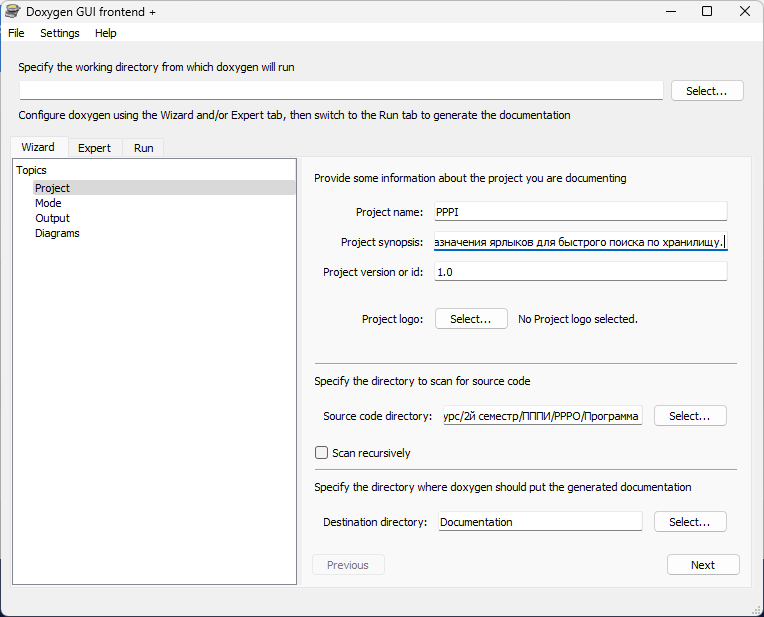 Doxygen GUI frontend +
File Settings Help
Specify the working directory from which doxygen will run
Select...
Configure doxygen using the Wizard and/or Expert tab, then switch to the Run tab to generate the documentation
Wizard Expert Run
Topics
Project
Mode
Output
Diagrams
Provide some information about the project you are documenting
Project name: PPPI
Project synopsis: азначения ярлыков для быстрого поиска по хранилищу.
Project version or id: 1.0
Project logo: Select... No Project logo selected.
Specify the directory to scan for source code
Source code directory: урс/2й семестр/ПППИ/РРРО/Программа Select...
Scan recursively
Specify the directory where doxygen should put the generated documentation
Destination directory: Documentation Select...
Previous Next